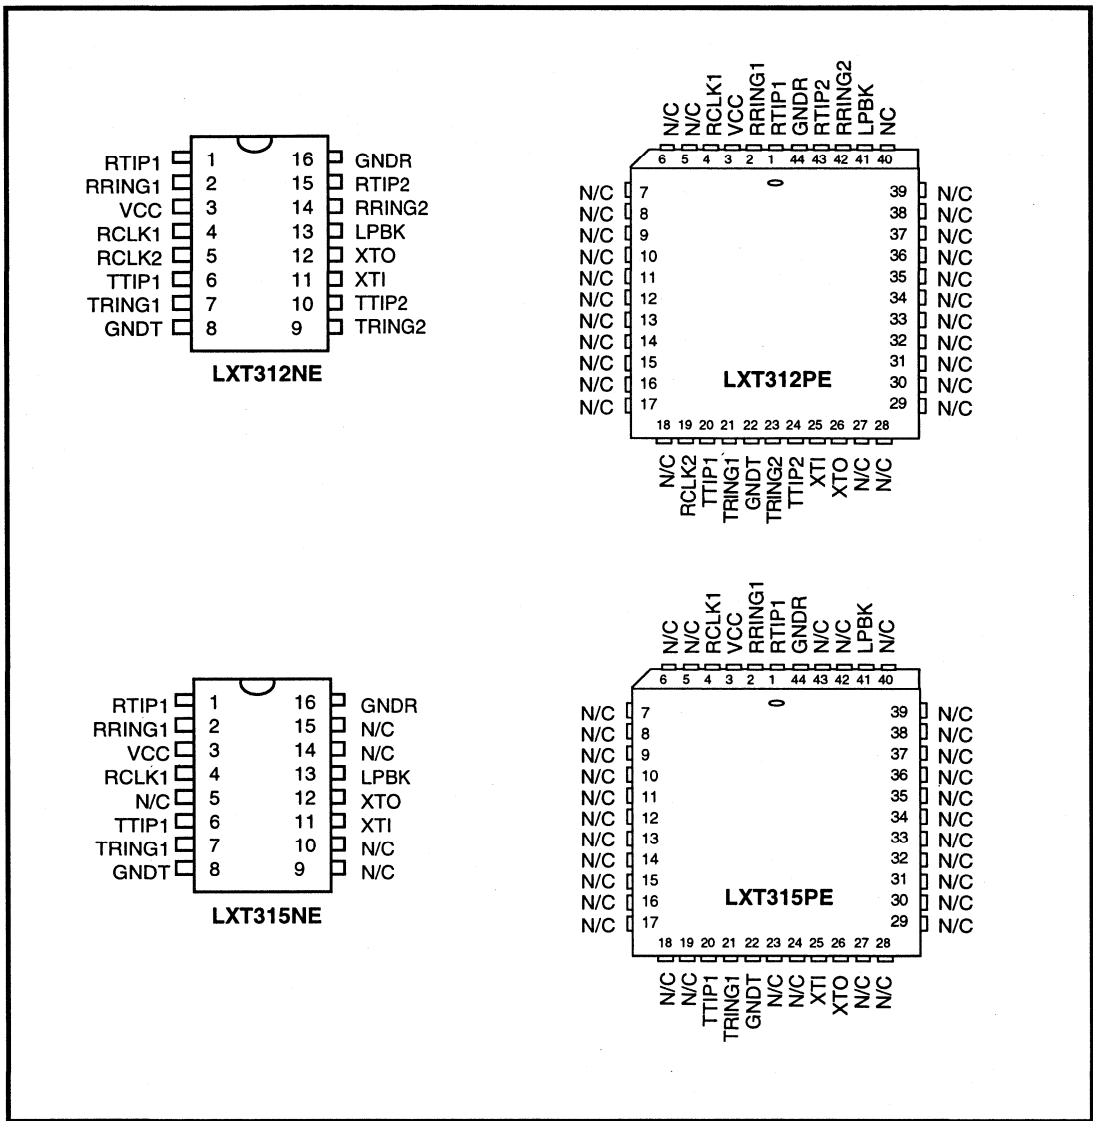 RTIP1 1 16 GNDR
RRING1 2 15 RTIP2
VCC 3 14 RRING2
RCLK1 4 13 LPBK
RCLK2 5 12 XTO
TTIP1 6 11 XTI
TRING1 7 10 TTIP2
GNDT 8 9 TRING2
LXT312NE
N/C N/C RCLK1 VCC RRING1 RTIP1 GNDR RTIP2 RRING2 LPBK NC
6 5 4 3 2 1 44 43 42 41 40
N/C 7 39 N/C
N/C 8 38 N/C
N/C 9 37 N/C
N/C 10 36 N/C
N/C 11 35 N/C
N/C 12 34 N/C
N/C 13 33 N/C
N/C 14 32 N/C
N/C 15 31 N/C
N/C 16 30 N/C
N/C 17 29 N/C
LXT312PE
18 19 20 21 22 23 24 25 26 27 28
N/C RCLK2 TTIP1 TRING1 GNDT TRING2 TTIP2 XTI XTO N/C N/C
RTIP1 1 16 GNDR
RRING1 2 15 N/C
VCC 3 14 N/C
RCLK1 4 13 LPBK
N/C 5 12 XTO
TTIP1 6 11 XTI
TRING1 7 10 N/C
GNDT 8 9 N/C
LXT315NE
N/C N/C RCLK1 VCC RRING1 RTIP1 GNDR N/C N/C LPBK N/C
6 5 4 3 2 1 44 43 42 41 40
N/C 7 39 N/C
N/C 8 38 N/C
N/C 9 37 N/C
N/C 10 36 N/C
N/C 11 35 N/C
N/C 12 34 N/C
N/C 13 33 N/C
N/C 14 32 N/C
N/C 15 31 N/C
N/C 16 30 N/C
N/C 17 29 N/C
LXT315PE
18 19 20 21 22 23 24 25 26 27 28
N/C N/C TTIP1 TRING1 GNDT N/C N/C XTI XTO N/C N/C